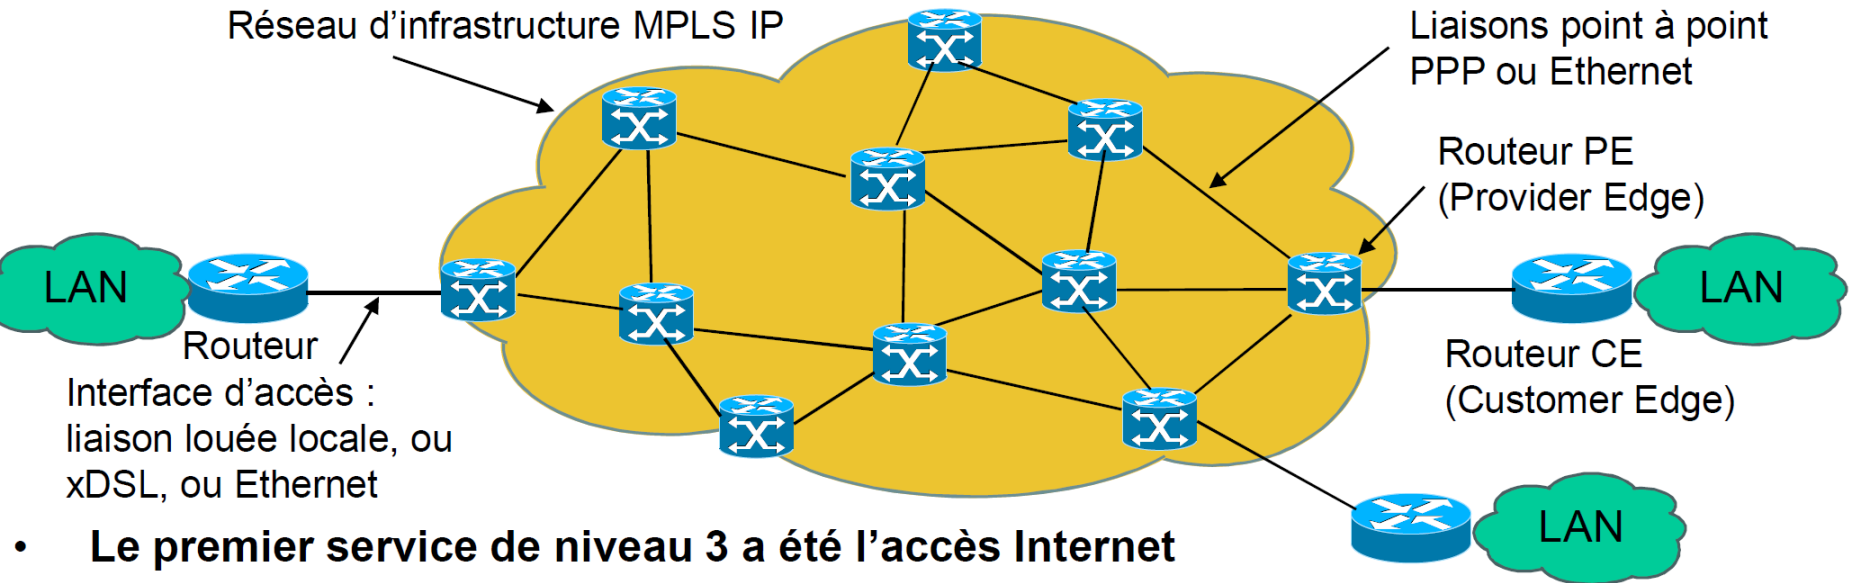 Réseau d'infrastructure MPLS IP
Liaisons point à point
PPP ou Ethernet
Routeur PE
(Provider Edge)
LAN
LAN
Routeur
Interface d'accès :
liaison louée locale, ou
xDSL, ou Ethernet
Routeur CE
(Customer Edge)
LAN
• Le premier service de niveau 3 a été l'accès Internet